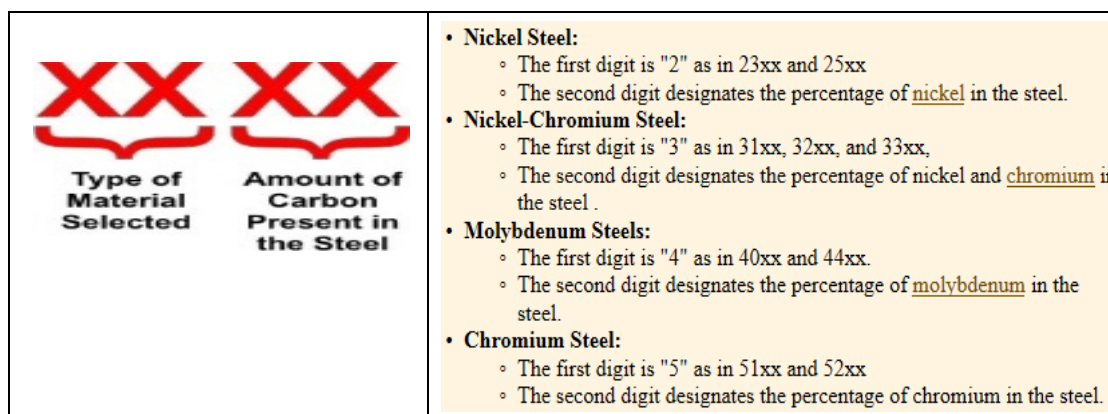 XX XX
Type of Material Selected
Amount of Carbon Present in the Steel
• Nickel Steel:
◦ The first digit is "2" as in 23xx and 25xx
◦ The second digit designates the percentage of nickel in the steel.
• Nickel-Chromium Steel:
◦ The first digit is "3" as in 31xx, 32xx, and 33xx,
◦ The second digit designates the percentage of nickel and chromium in
the steel .
• Molybdenum Steels:
◦ The first digit is "4" as in 40xx and 44xx.
◦ The second digit designates the percentage of molybdenum in the
steel.
• Chromium Steel:
◦ The first digit is "5" as in 51xx and 52xx
◦ The second digit designates the percentage of chromium in the steel.